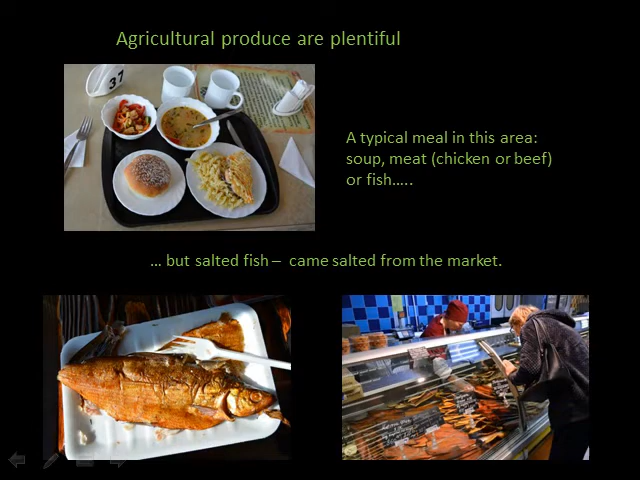 Agricultural produce are plentiful
37
A typical meal in this area:
soup, meat (chicken or beef)
or fish…..
… but salted fish – came salted from the market.